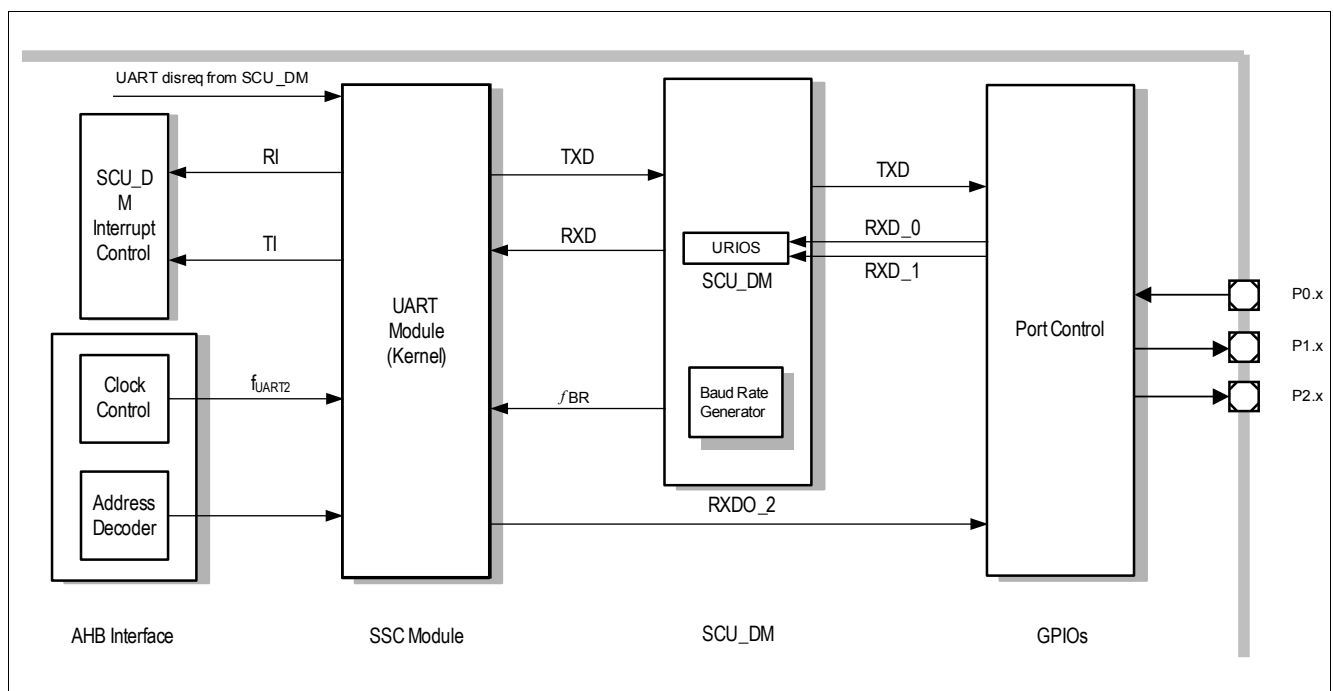 UART disreq from SCU_DM
SCU_D
M
Interrupt
Control
RI
TI
Clock
Control
fUART2
Address
Decoder
UART
Module
(Kernel)
TXD
RXD
fBR
RXDO_2
URIOS
SCU_DM
Baud Rate
Generator
TXD
RXD_0
RXD_1
Port Control
P0.x
P1.x
P2.x
AHB Interface
SSC Module
SCU_DM
GPIOs